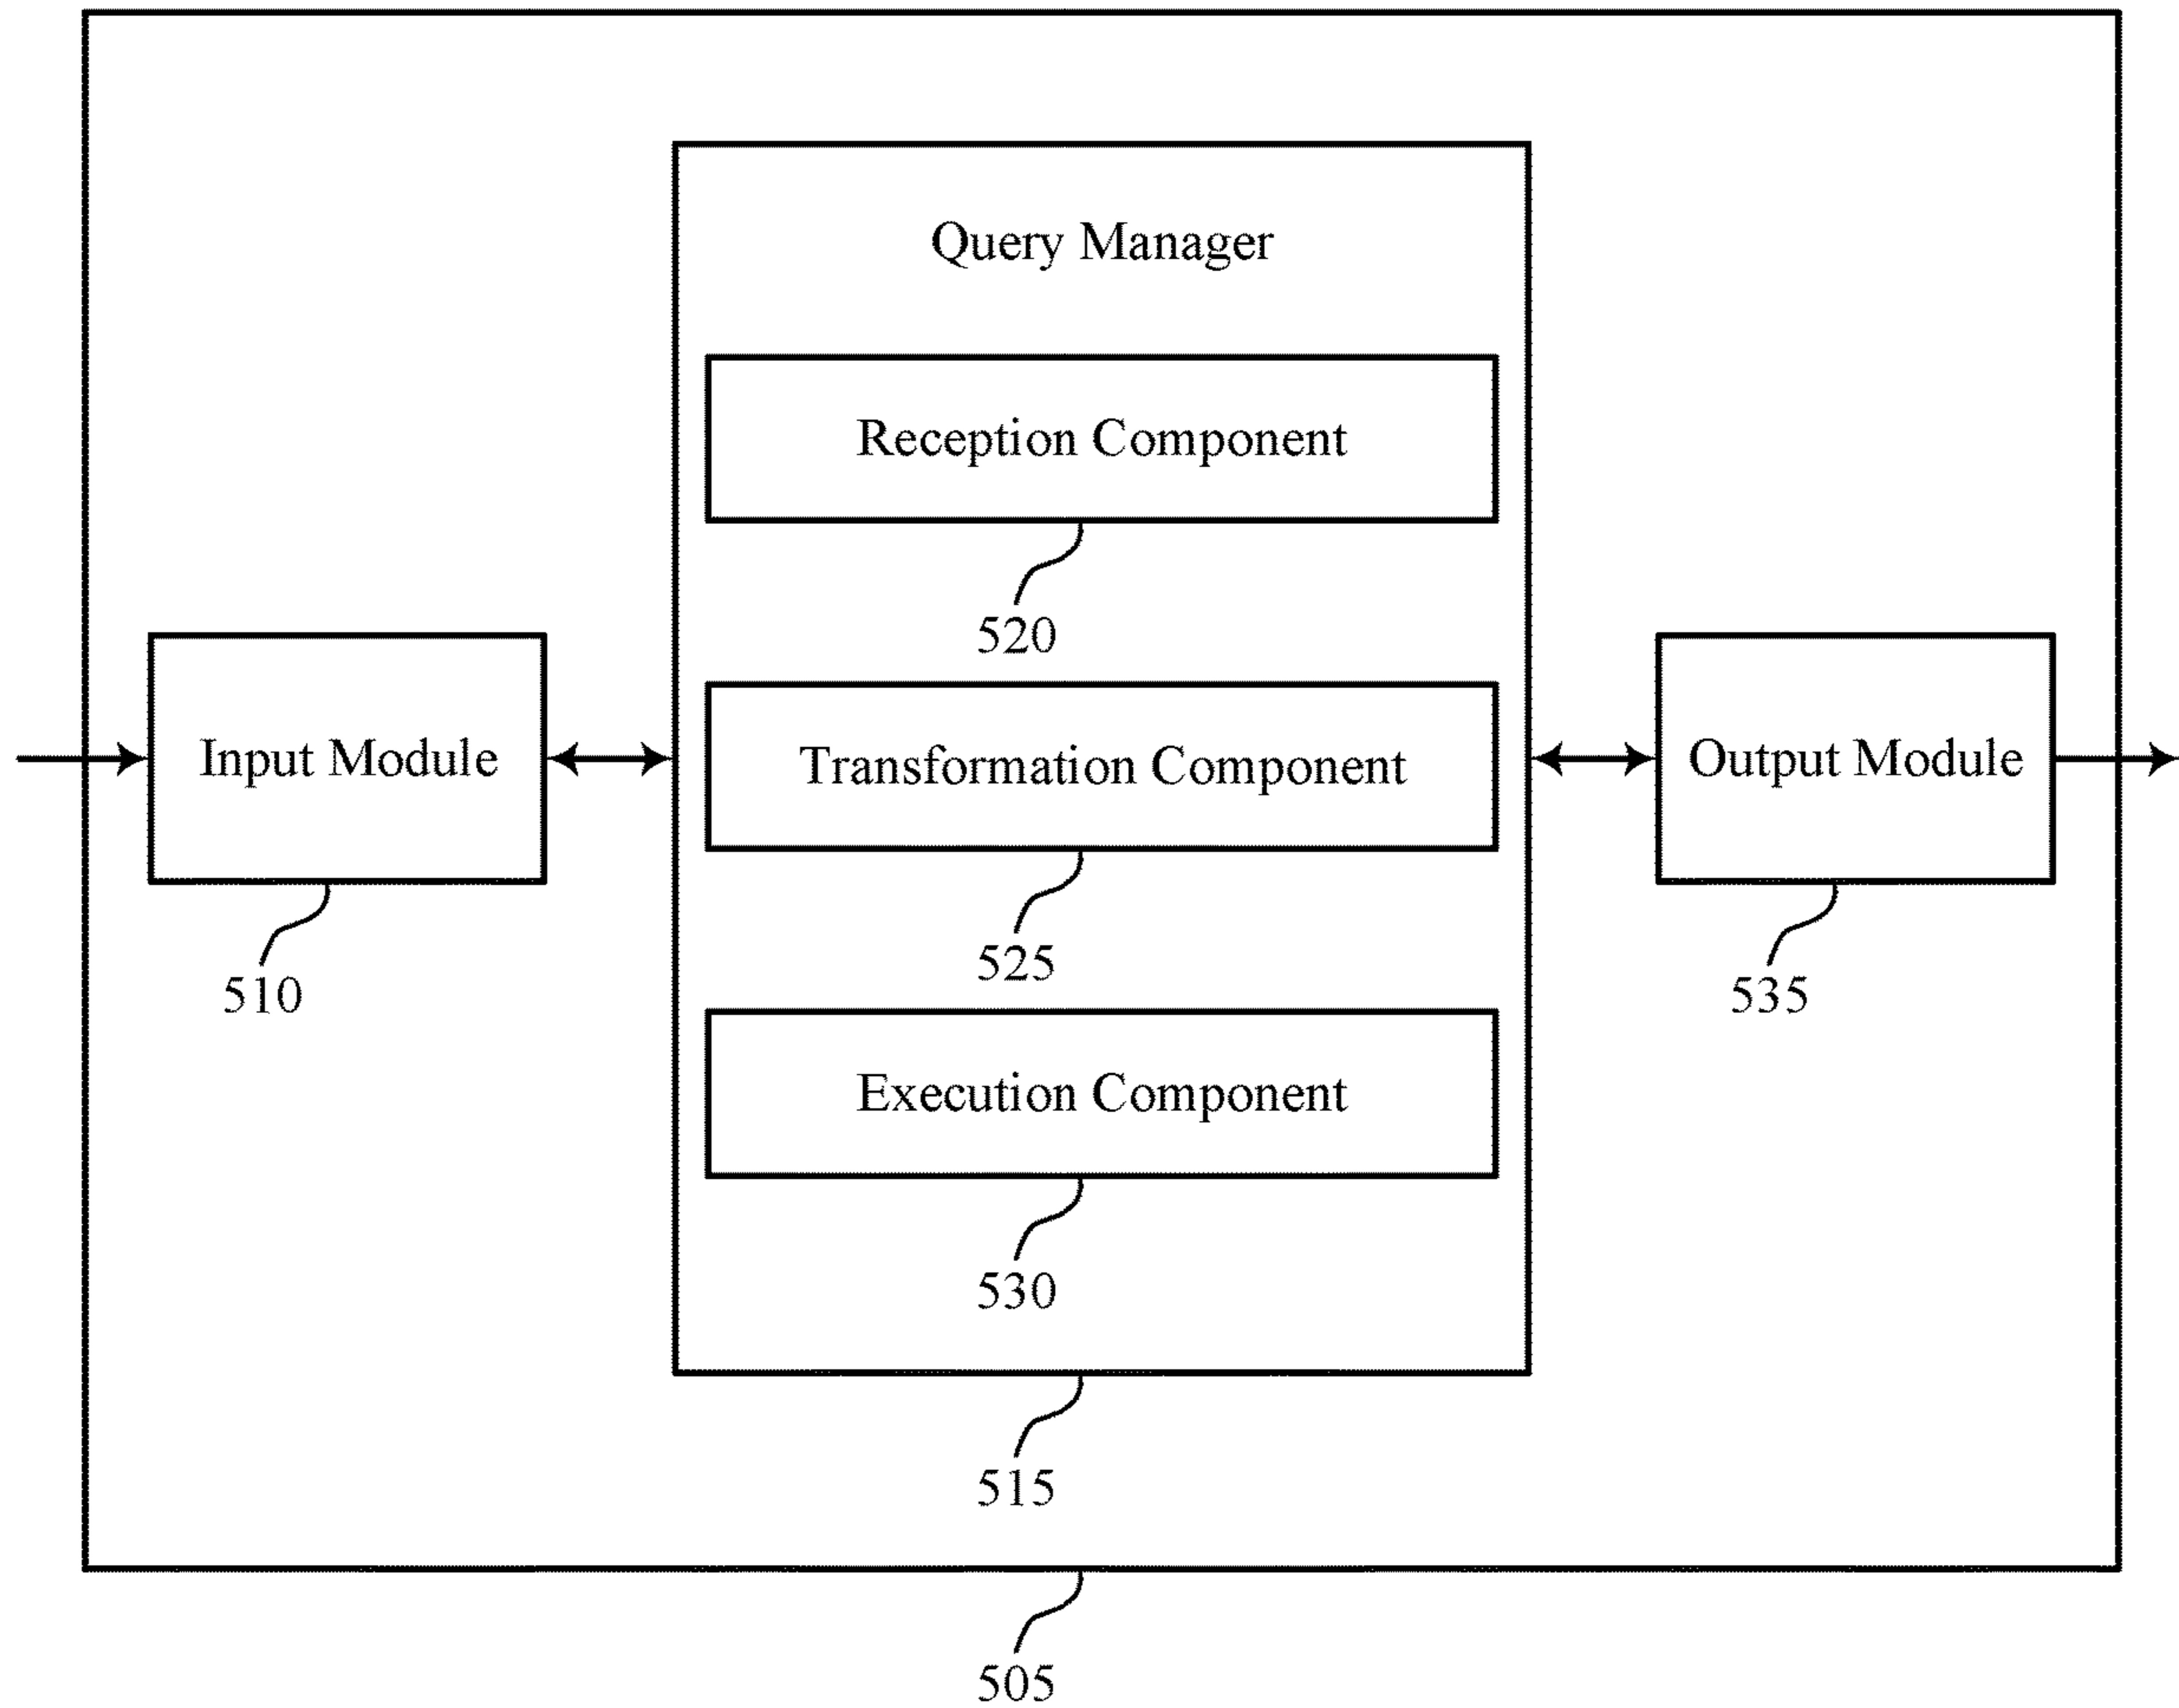 Query Manager
Reception Component
520
Input Module
Transformation Component
Output Module
510
525
535
Execution Component
530
515
505